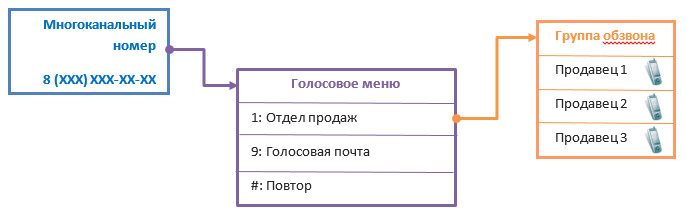 Многоканальный
номер
8 (XXX) XXX-XX-XX
Голосовое меню
1: Отдел продаж
9: Голосовая почта
#: Повтор
Группа обзвона
Продавец 1
Продавец 2
Продавец 3